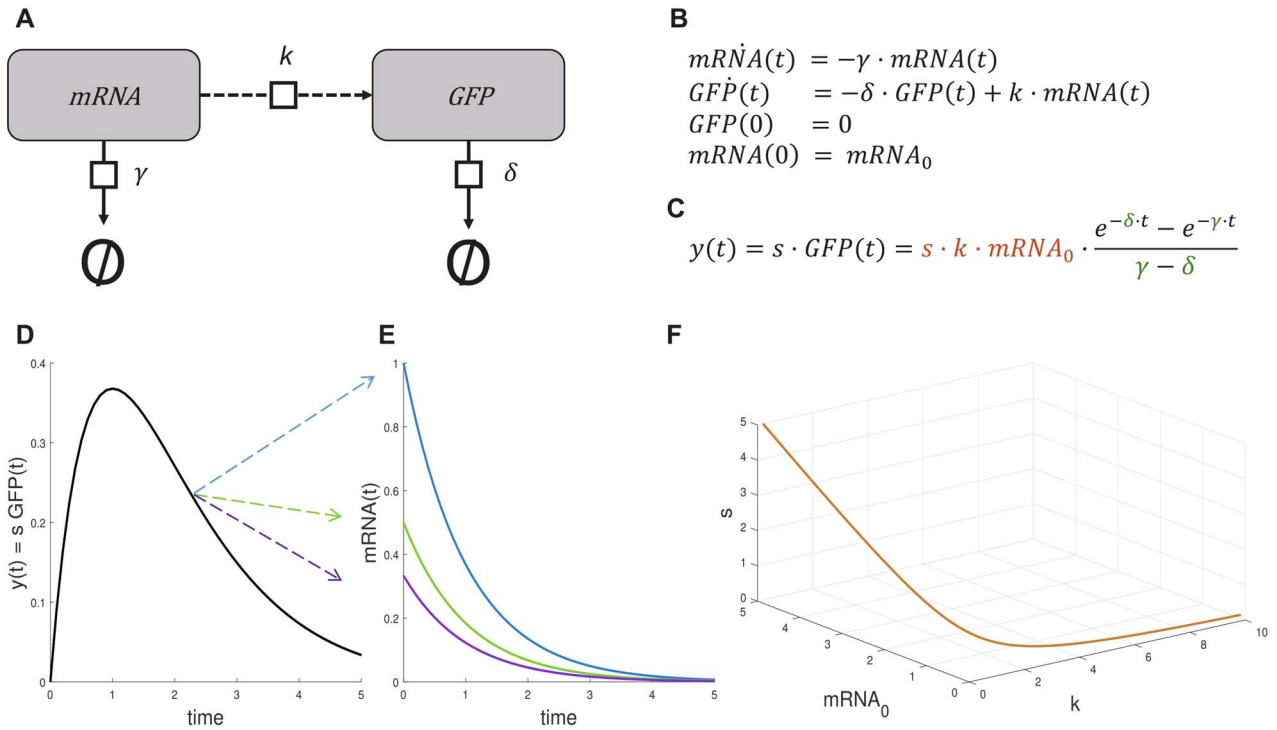 A
mRNA
k
GFP
γ
δ
∅
∅
B
mRṄA(t) = −γ · mRNA(t)
GFṖ(t) = −δ · GFP(t) + k · mRNA(t)
GFP(0) = 0
mRNA(0) = mRNA₀
C
y(t) = s · GFP(t) = s · k · mRNA₀ · (e^(−δ·t) − e^(−γ·t)) / (γ − δ)
D
0.4
0.3
0.2
0.1
0
y(t) = s GFP(t)
0 1 2 3 4 5
time
E
1
0.8
0.6
0.4
0.2
0
mRNA(t)
0 1 2 3 4 5
time
F
5
4
3
2
1
0
s
5 4 3 2 1 0
mRNA₀
0 2 4 6 8 10
k